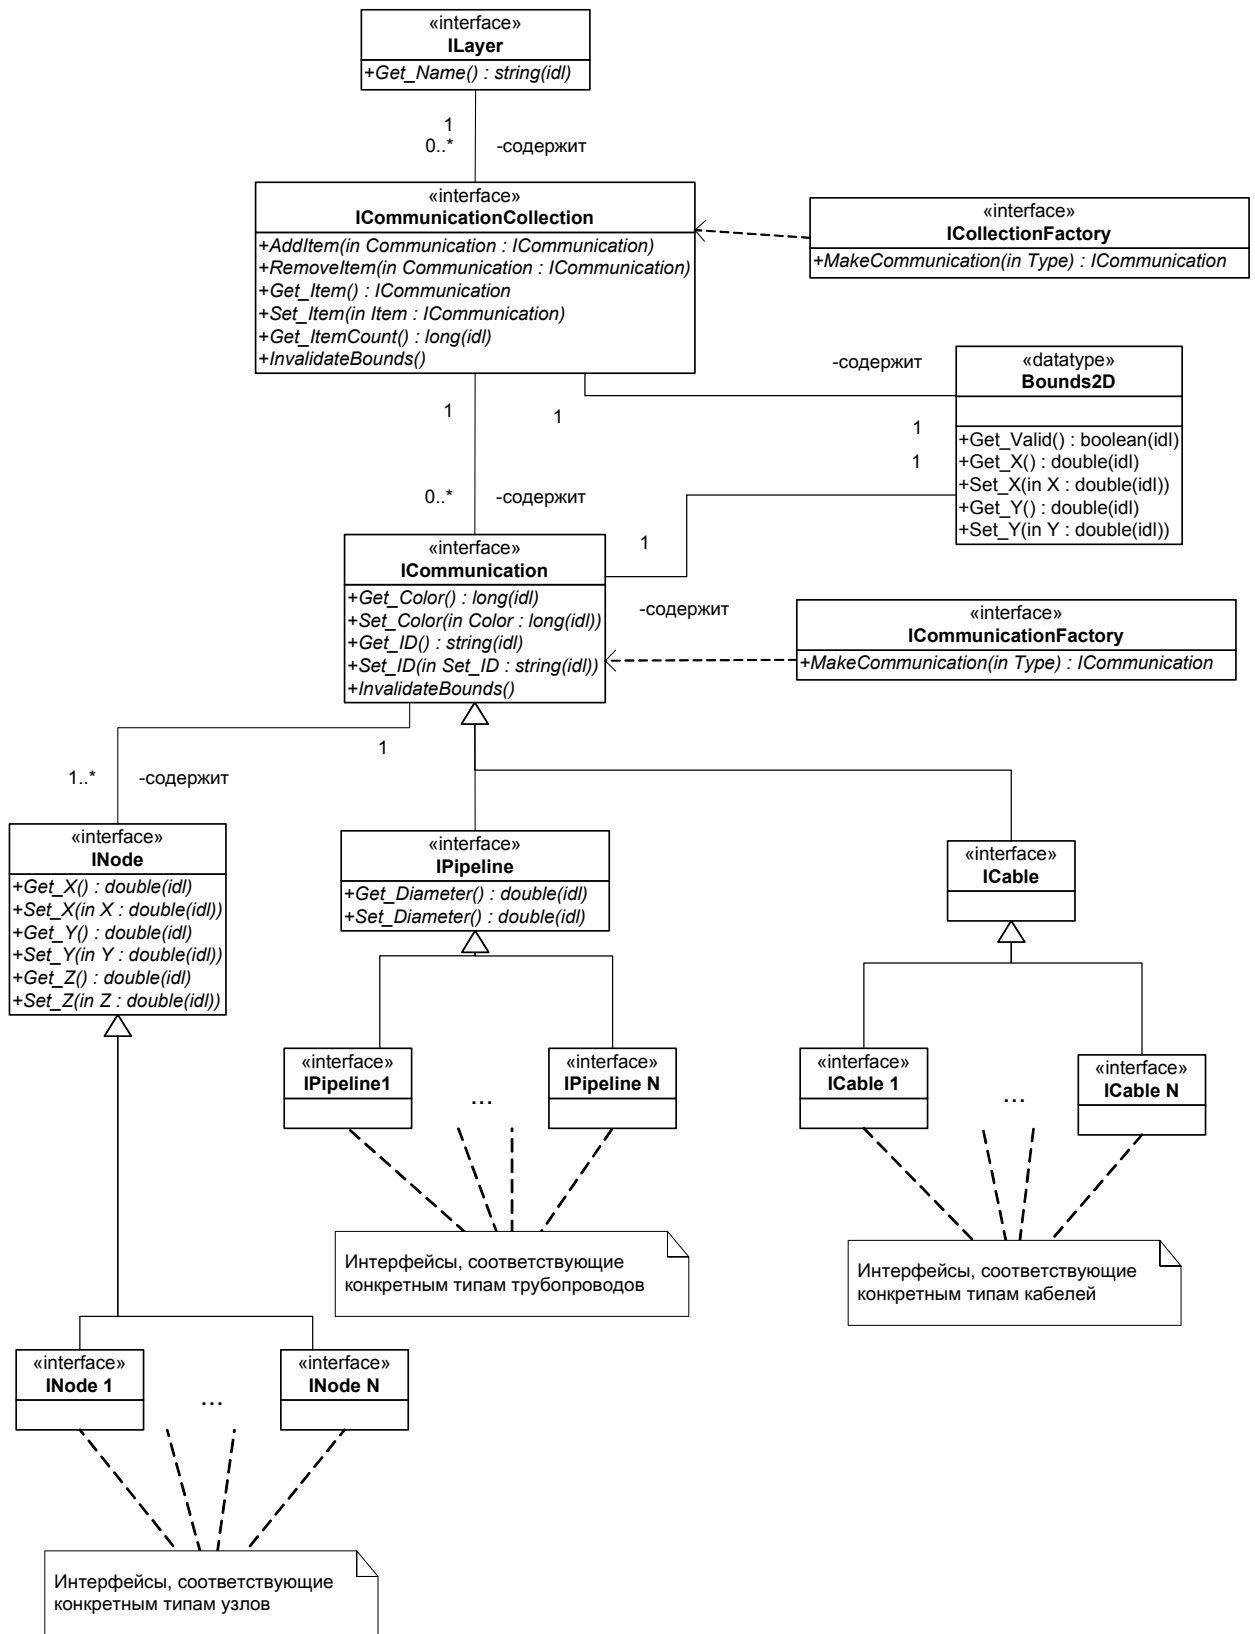 «interface»
ILayer
+Get_Name() : string(idl)
1
0..*
-содержит
«interface»
ICommunicationCollection
+AddItem(in Communication : ICommunication)
+RemoveItem(in Communication : ICommunication)
+Get_Item() : ICommunication
+Set_Item(in Item : ICommunication)
+Get_ItemCount() : long(idl)
+InvalidateBounds()
«interface»
ICollectionFactory
+MakeCommunication(in Type) : ICommunication
-содержит
1
1
1
1
«datatype»
Bounds2D
+Get_Valid() : boolean(idl)
+Get_X() : double(idl)
+Set_X(in X : double(idl))
+Get_Y() : double(idl)
+Set_Y(in Y : double(idl))
0..*
-содержит
1
«interface»
ICommunication
+Get_Color() : long(idl)
+Set_Color(in Color : long(idl))
+Get_ID() : string(idl)
+Set_ID(in Set_ID : string(idl))
+InvalidateBounds()
-содержит
«interface»
ICommunicationFactory
+MakeCommunication(in Type) : ICommunication
1
1..*
-содержит
«interface»
INode
+Get_X() : double(idl)
+Set_X(in X : double(idl))
+Get_Y() : double(idl)
+Set_Y(in Y : double(idl))
+Get_Z() : double(idl)
+Set_Z(in Z : double(idl))
«interface»
IPipeline
+Get_Diameter() : double(idl)
+Set_Diameter() : double(idl)
«interface»
ICable
«interface»
IPipeline1
...
«interface»
IPipeline N
«interface»
ICable 1
...
«interface»
ICable N
Интерфейсы, соответствующие
конкретным типам трубопроводов
Интерфейсы, соответствующие
конкретным типам кабелей
«interface»
INode 1
...
«interface»
INode N
Интерфейсы, соответствующие
конкретным типам узлов